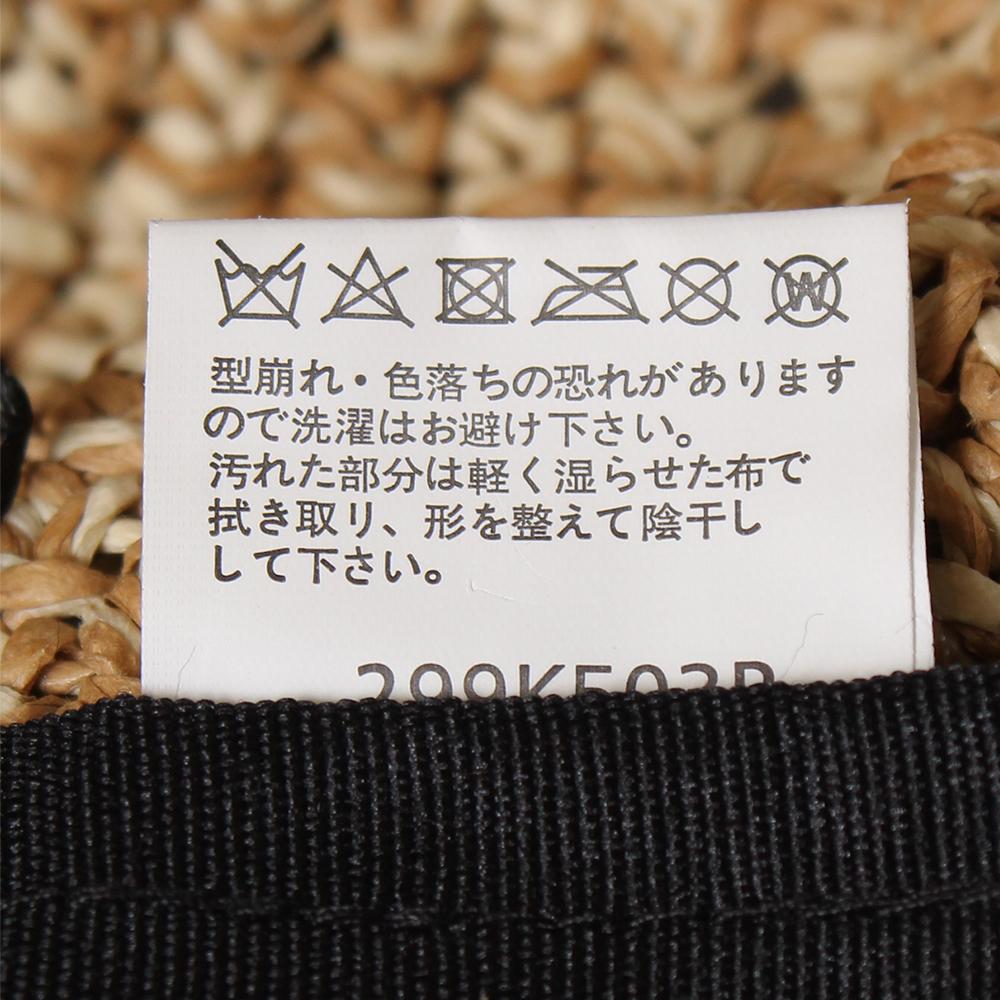 型崩れ・色落ちの恐れがあります
ので洗濯はお避け下さい。
汚れた部分は軽く湿らせた布で
拭き取り、形を整えて陰干し
して下さい。
299K503R